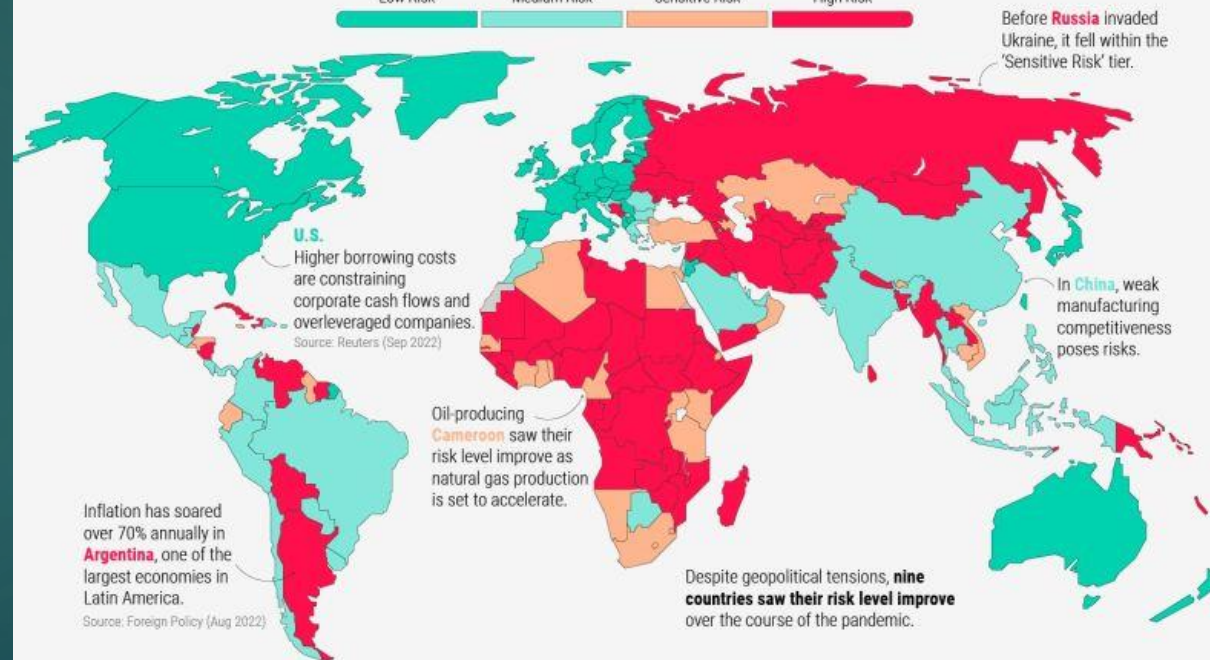 Low Risk Medium Risk Sensitive Risk High Risk
Before Russia invaded
Ukraine, it fell within the
'Sensitive Risk' tier.
U.S.
Higher borrowing costs
are constraining
corporate cash flows and
overleveraged companies.
Source: Reuters (Sep 2022)
In China, weak
manufacturing
competitiveness
poses risks.
Oil-producing
Cameroon saw their
risk level improve as
natural gas production
is set to accelerate.
Inflation has soared
over 70% annually in
Argentina, one of the
largest economies in
Latin America.
Source: Foreign Policy (Aug 2022)
Despite geopolitical tensions, nine
countries saw their risk level improve
over the course of the pandemic.